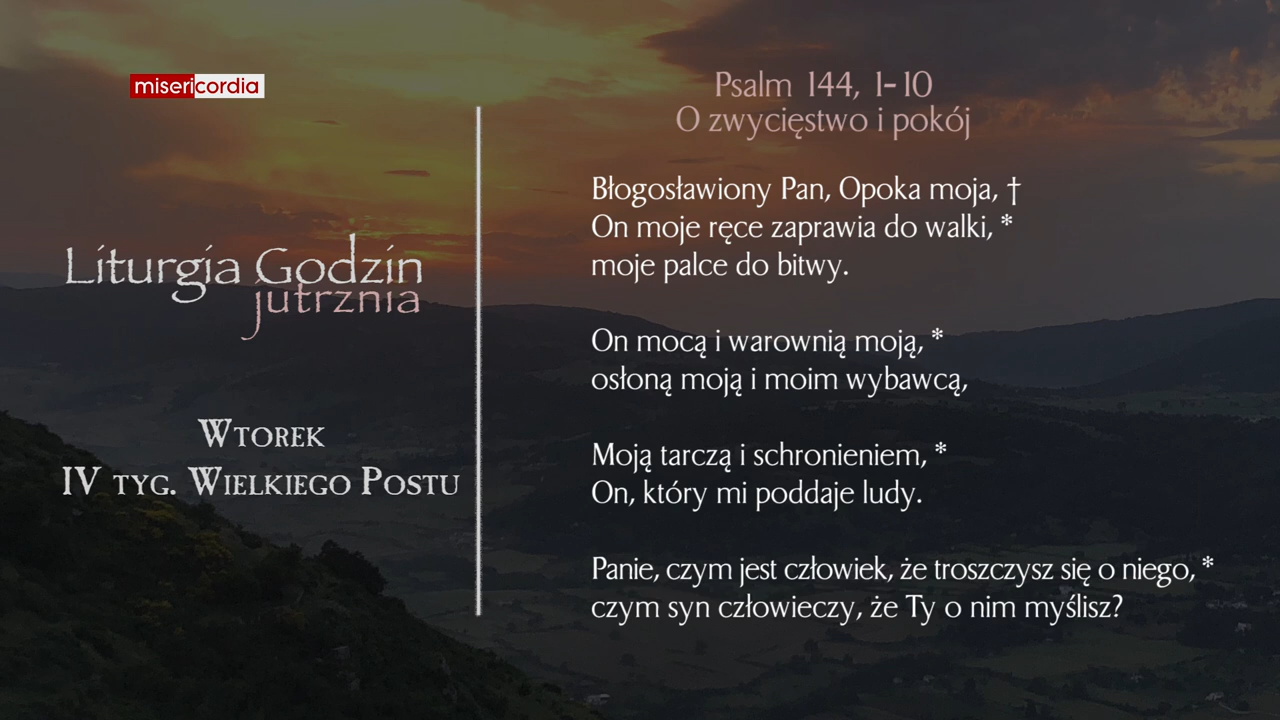 misericordia
Liturgia Godzin
jutrznia
Wtorek
IV tyg. Wielkiego Postu
Psalm 144, 1-10
O zwycięstwo i pokój
Błogosławiony Pan, Opoka moja, †
On moje ręce zaprawia do walki, *
moje palce do bitwy.
On mocą i warownią moją, *
osłoną moją i moim wybawcą,
Moją tarczą i schronieniem, *
On, który mi poddaje ludy.
Panie, czym jest człowiek, że troszczysz się o niego, *
czym syn człowieczy, że Ty o nim myślisz?